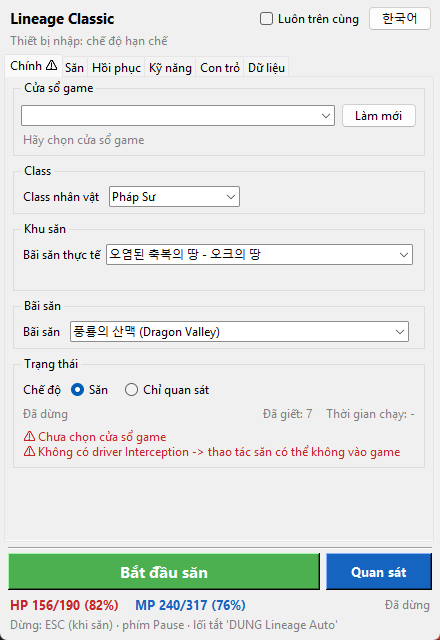 Lineage Classic
Luôn trên cùng
한국어
Thiết bị nhập: chế độ hạn chế
Chính ⚠ Săn Hồi phục Kỹ năng Con trỏ Dữ liệu
Cửa sổ game
Làm mới
Hãy chọn cửa sổ game
Class
Class nhân vật Pháp Sư
Khu săn
Bãi săn thực tế 오염된 축복의 땅 - 오크의 땅
Bãi săn
Bãi săn 풍룡의 산맥 (Dragon Valley)
Trạng thái
Chế độ Săn Chỉ quan sát
Đã dừng Đã giết: 7 Thời gian chạy: -
⚠ Chưa chọn cửa sổ game
⚠ Không có driver Interception -> thao tác săn có thể không vào game
Bắt đầu săn Quan sát
HP 156/190 (82%) MP 240/317 (76%) Đã dừng
Dừng: ESC (khi săn) · phím Pause · lối tắt 'DUNG Lineage Auto'